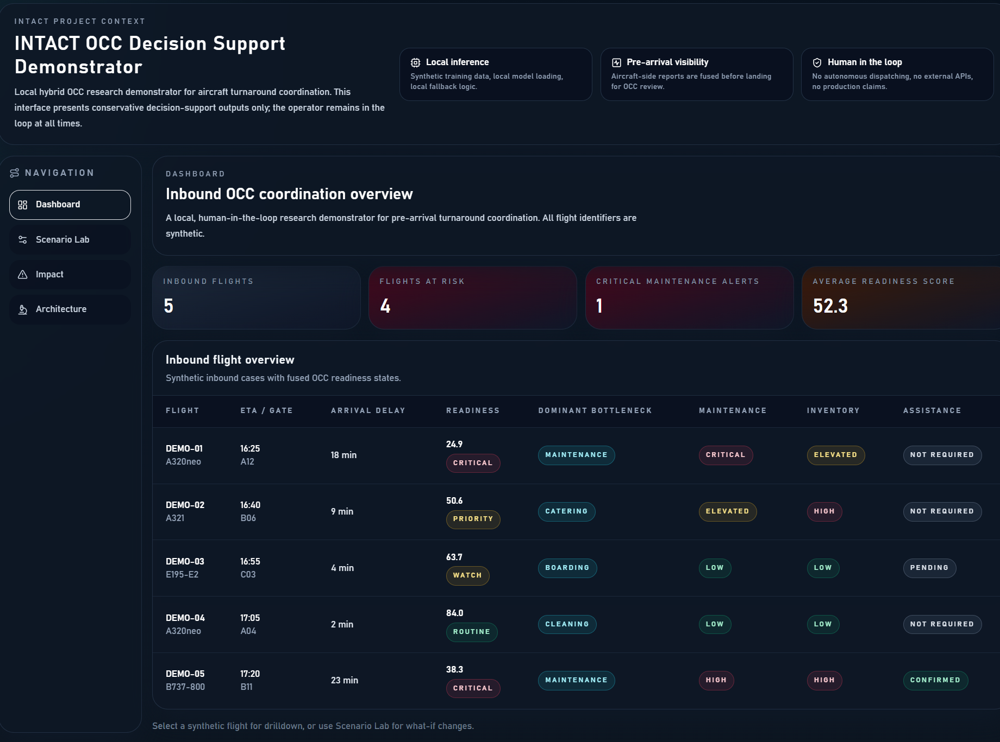 INTACT PROJECT CONTEXT
INTACT OCC Decision Support
Demonstrator
Local hybrid OCC research demonstrator for aircraft turnaround coordination. This
interface presents conservative decision-support outputs only; the operator remains in the
loop at all times.
Local inference
Synthetic training data, local model loading,
local fallback logic.
Pre-arrival visibility
Aircraft-side reports are fused before landing
for OCC review.
Human in the loop
No autonomous dispatching, no external APIs,
no production claims.
NAVIGATION
Dashboard
Scenario Lab
Impact
Architecture
DASHBOARD
Inbound OCC coordination overview
A local, human-in-the-loop research demonstrator for pre-arrival turnaround coordination. All flight identifiers are
synthetic.
INBOUND FLIGHTS
5
FLIGHTS AT RISK
4
CRITICAL MAINTENANCE ALERTS
1
AVERAGE READINESS SCORE
52.3
Inbound flight overview
Synthetic inbound cases with fused OCC readiness states.
FLIGHT ETA / GATE ARRIVAL DELAY READINESS DOMINANT BOTTLENECK MAINTENANCE INVENTORY ASSISTANCE
DEMO-01 16:25 18 min 24.9 MAINTENANCE CRITICAL ELEVATED NOT REQUIRED
A320neo A12 CRITICAL
DEMO-02 16:40 9 min 50.6 CATERING ELEVATED HIGH NOT REQUIRED
A321 B06 PRIORITY
DEMO-03 16:55 4 min 63.7 BOARDING LOW LOW PENDING
E195-E2 C03 WATCH
DEMO-04 17:05 2 min 84.0 CLEANING LOW LOW NOT REQUIRED
A320neo A04 ROUTINE
DEMO-05 17:20 23 min 38.3 MAINTENANCE HIGH HIGH CONFIRMED
B737-800 B11 CRITICAL
Select a synthetic flight for drilldown, or use Scenario Lab for what-if changes.